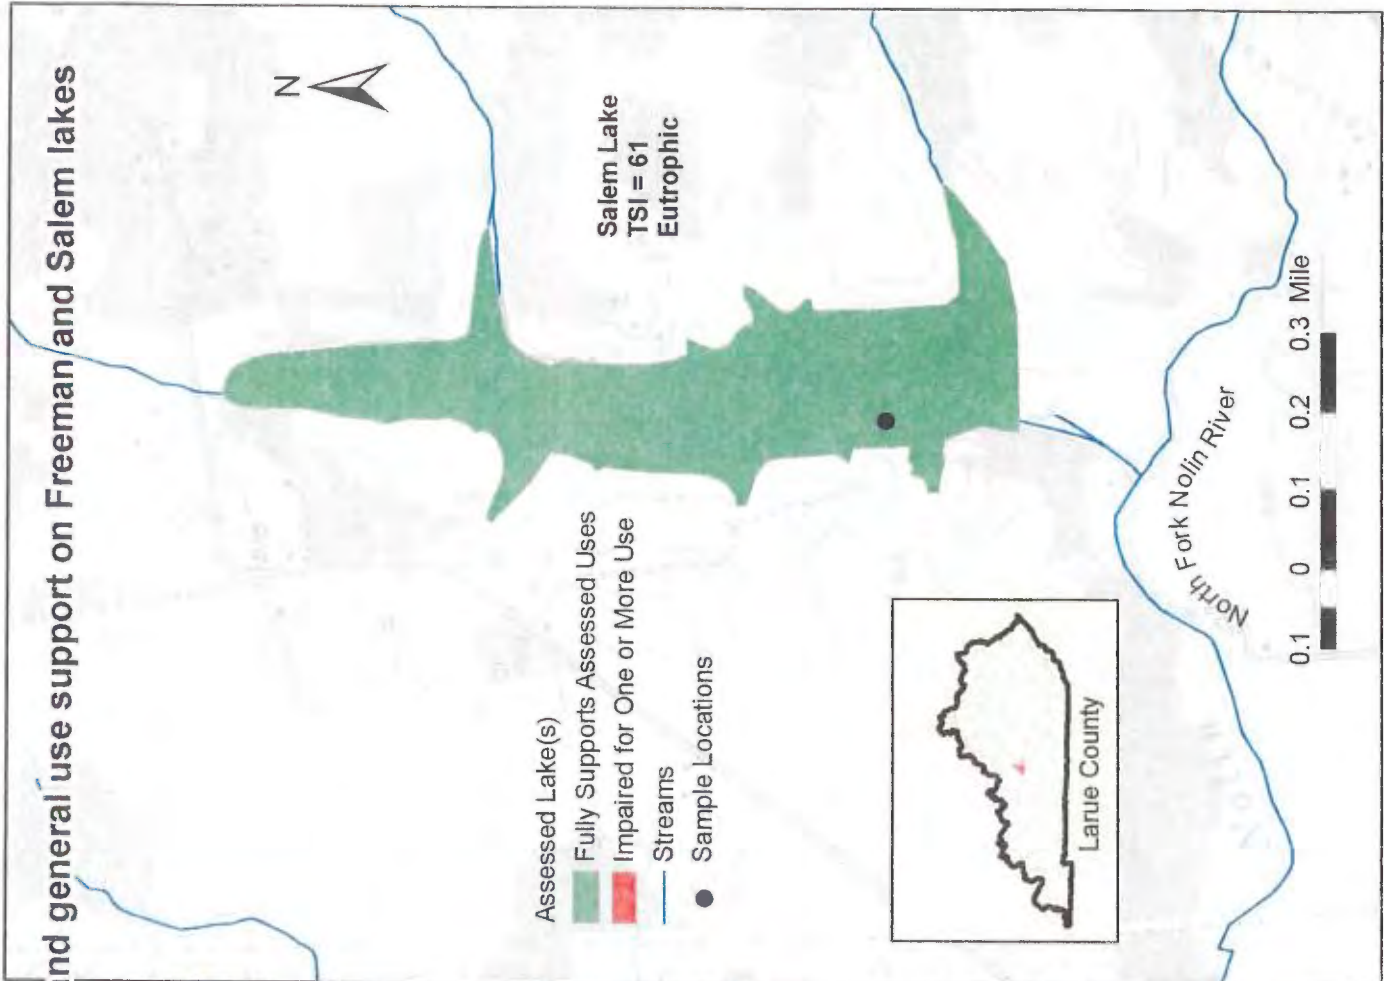 nd general use support on Freeman and Salem lakes
N
Salem Lake
TSI = 61
Eutrophic
Assessed Lake(s)
Fully Supports Assessed Uses
Impaired for One or More Use
Streams
Sample Locations
Larue County
North Fork Nolin River
0.1 0 0.1 0.2 0.3 Mile